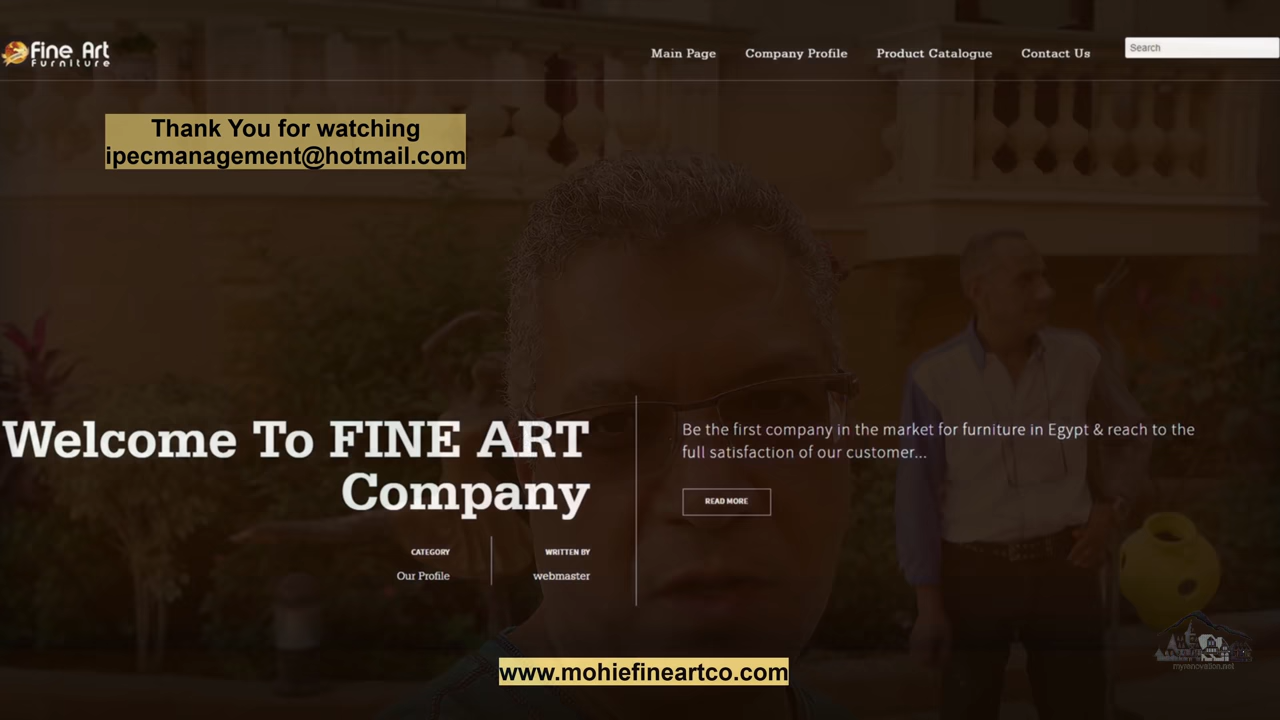 Fine Art
Furniture
Main Page
Company Profile
Product Catalogue
Contact Us
Search
Thank You for watching
ipecmanagement@hotmail.com
Welcome To FINE ART
Company
CATEGORY
Our Profile
WRITTEN BY
webmaster
Be the first company in the market for furniture in Egypt & reach to the
full satisfaction of our customer...
READ MORE
www.mohiefineartco.com
myrenovation.net